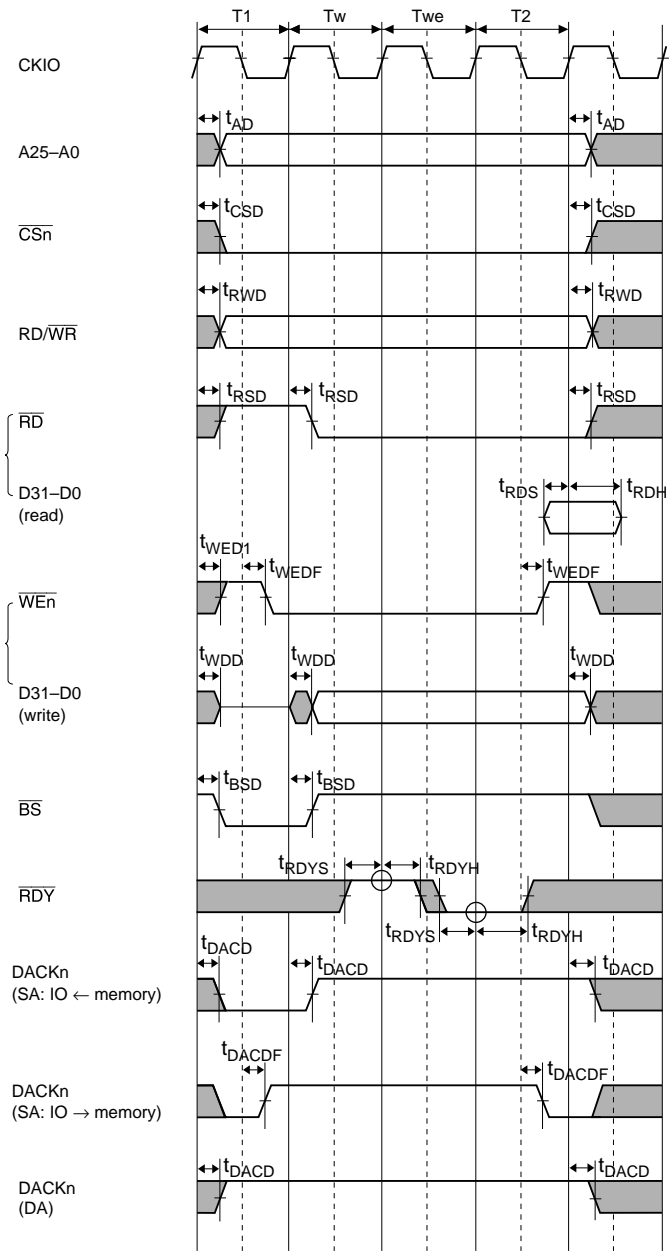 T1 Tw Twe T2
CKIO
tAD tAD
A25–A0
tCSD tCSD
CSn
tRWD tRWD
RD/WR
tRSD tRSD tRSD
RD
tRDS tRDH
D31–D0
(read)
tWED1 tWEDF tWEDF
WEn
tWDD tWDD tWDD
D31–D0
(write)
tBSD tBSD
BS
tRDYS tRDYH
RDY
tRDYS tRDYH
tDACD tDACD tDACD
DACKn
(SA: IO ← memory)
tDACDF tDACDF
DACKn
(SA: IO → memory)
tDACD tDACD
DACKn
(DA)